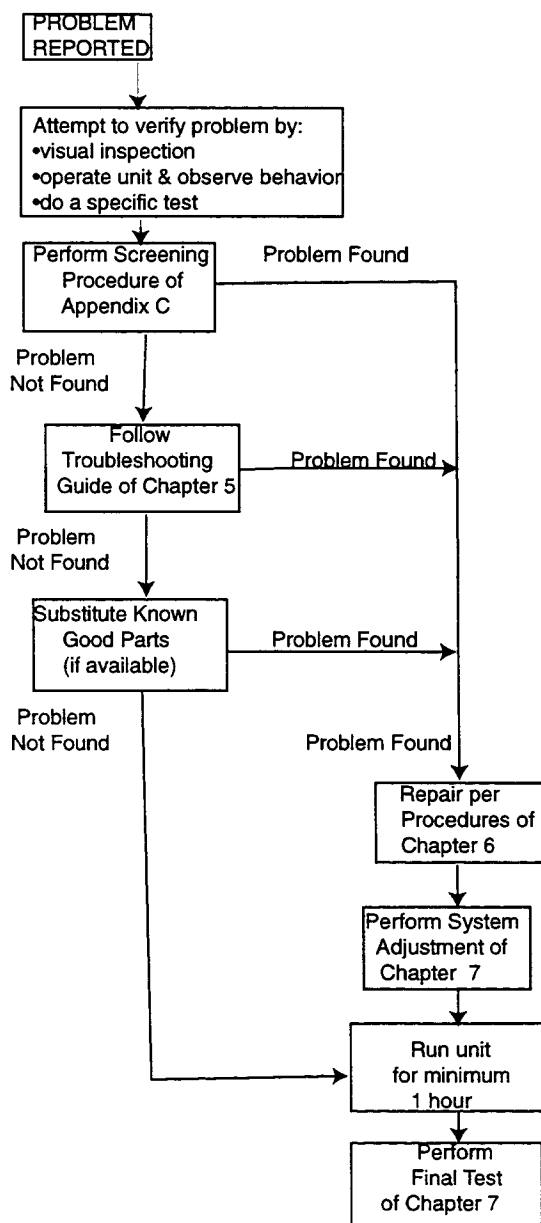 PROBLEM
REPORTED
Attempt to verify problem by:
•visual inspection
•operate unit & observe behavior
•do a specific test
Perform Screening
Procedure of
Appendix C
Problem Found
Problem
Not Found
Follow
Troubleshooting
Guide of Chapter 5
Problem Found
Problem
Not Found
Substitute Known
Good Parts
(if available)
Problem Found
Problem
Not Found
Problem Found
Repair per
Procedures of
Chapter 6
Perform System
Adjustment of
Chapter 7
Run unit
for minimum
1 hour
Perform
Final Test
of Chapter 7